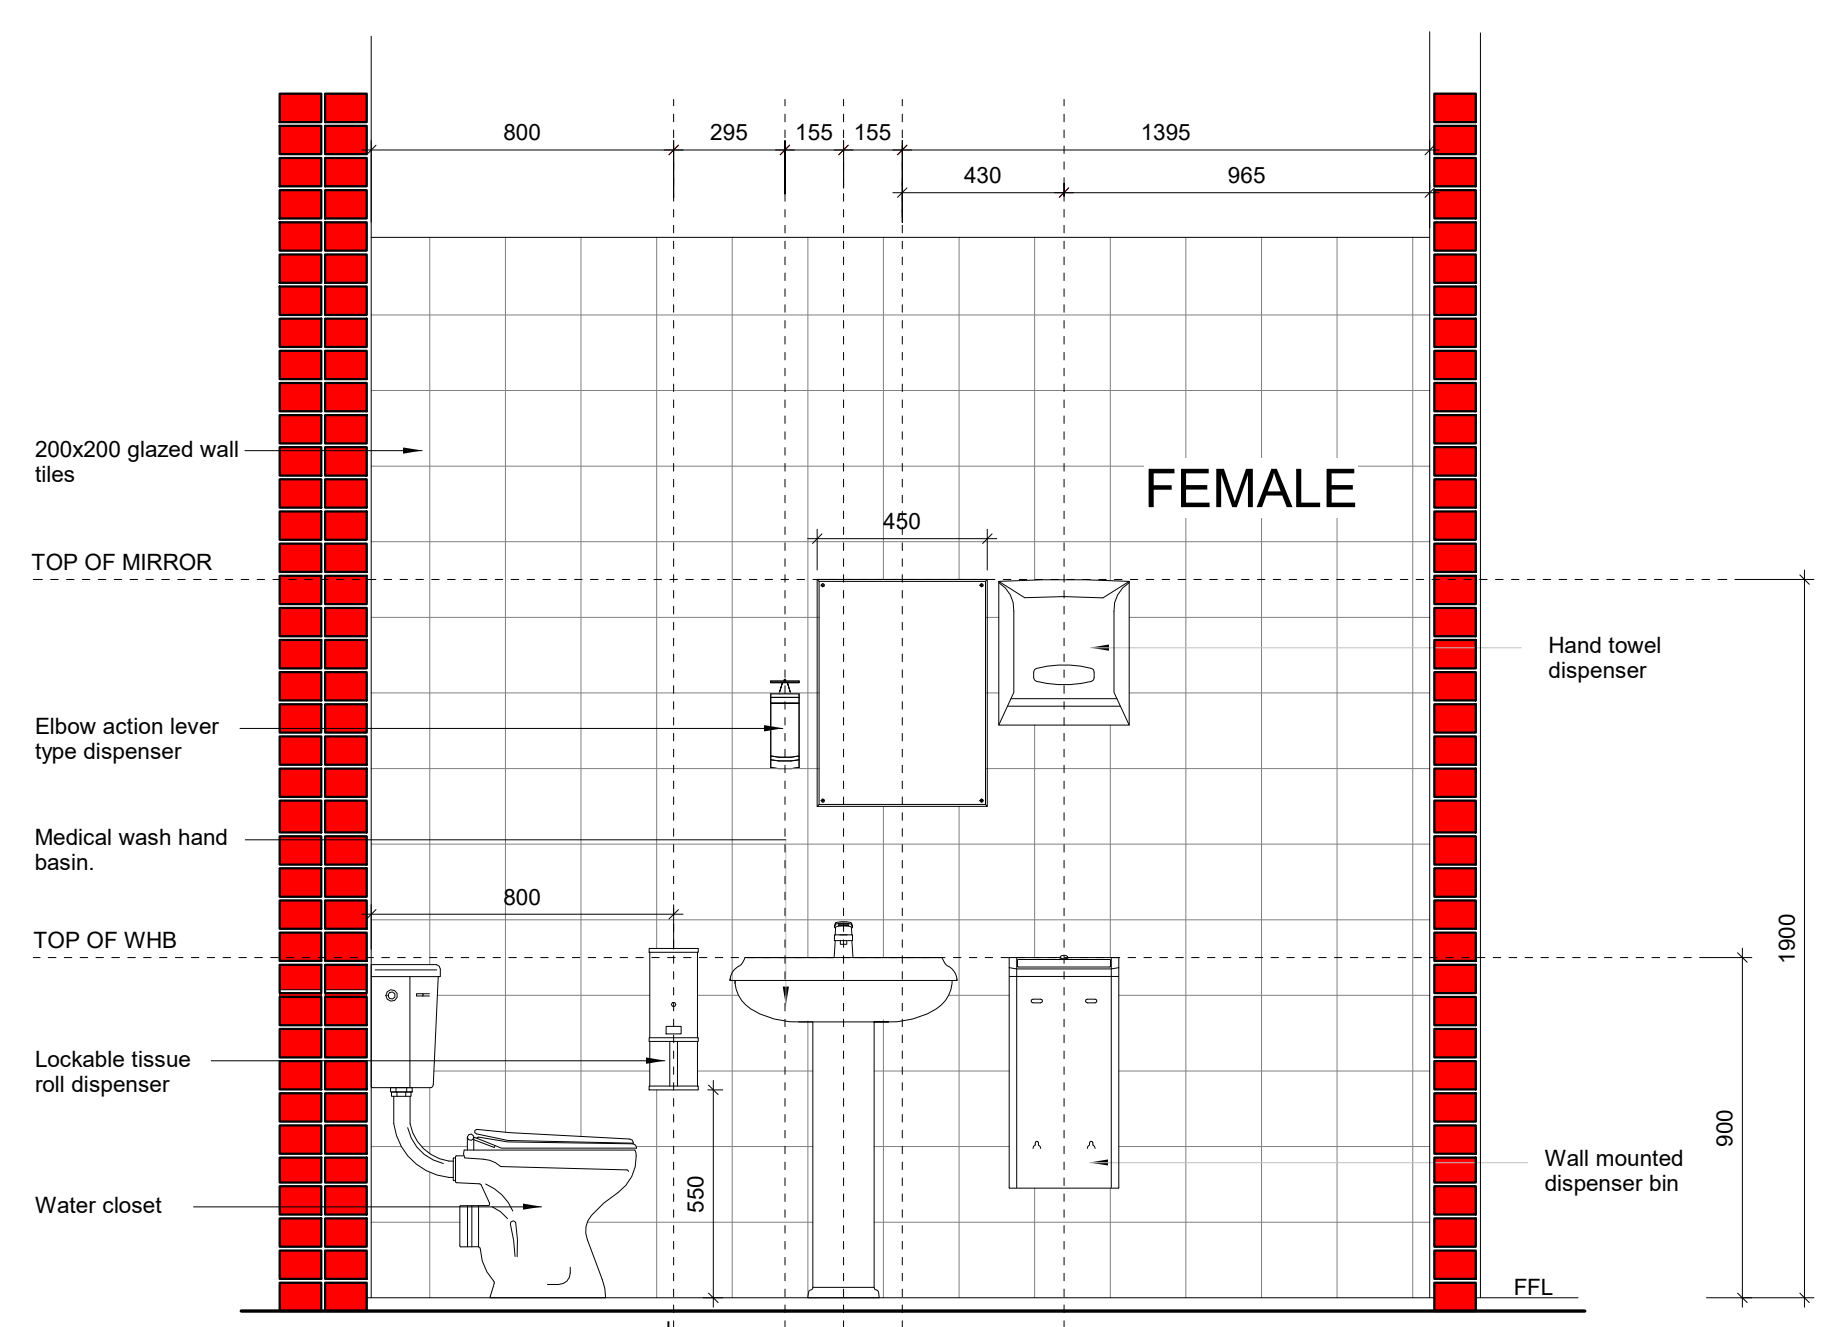 800
295
155
155
1395
430
965
200x200 glazed wall
tiles
FEMALE
450
TOP OF MIRROR
Hand towel
dispenser
Elbow action lever
type dispenser
Medical wash hand
basin.
800
TOP OF WHB
1900
Lockable tissue
roll dispenser
900
Wall mounted
dispenser bin
550
Water closet
FFL